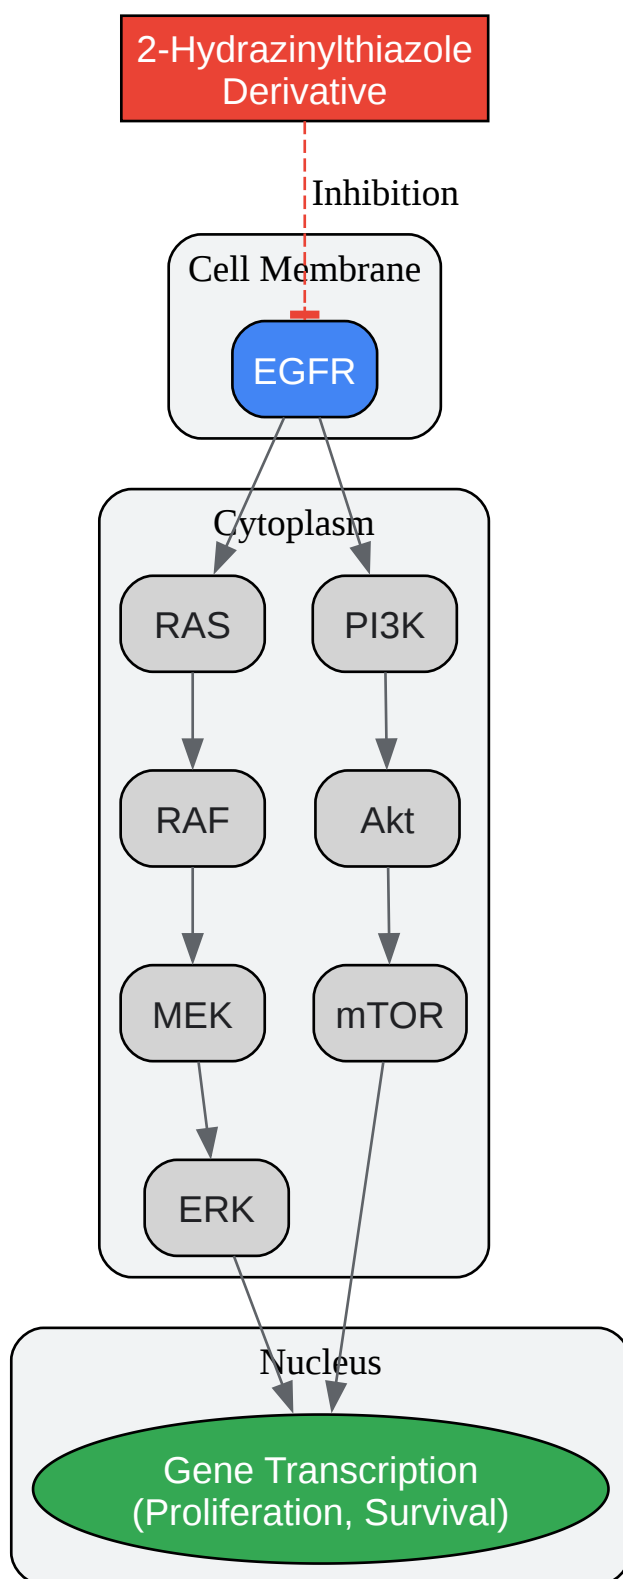 2-Hydrazinylthiazole
Derivative
Inhibition
Cell Membrane
EGFR
Cytoplasm
RAS
PI3K
RAF
Akt
MEK
mTOR
ERK
Nucleus
Gene Transcription
(Proliferation, Survival)